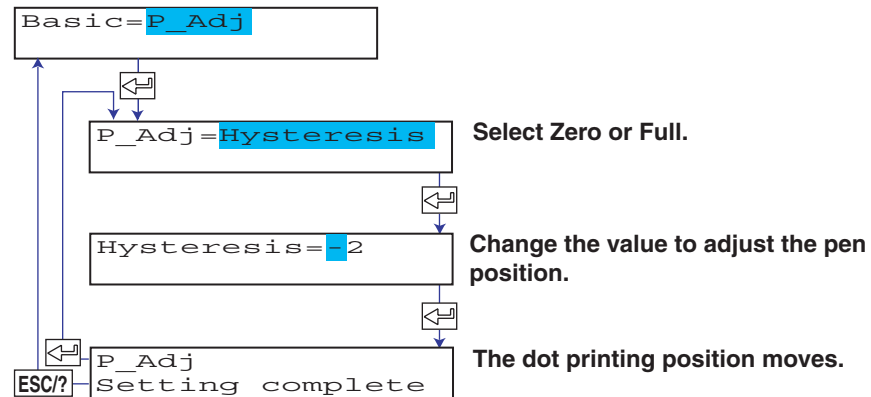 Basic=P_Adj
P_Adj=Hysteresis
Select Zero or Full.
Hysteresis=-2
Change the value to adjust the pen
position.
P_Adj
Setting complete
The dot printing position moves.
ESC/?